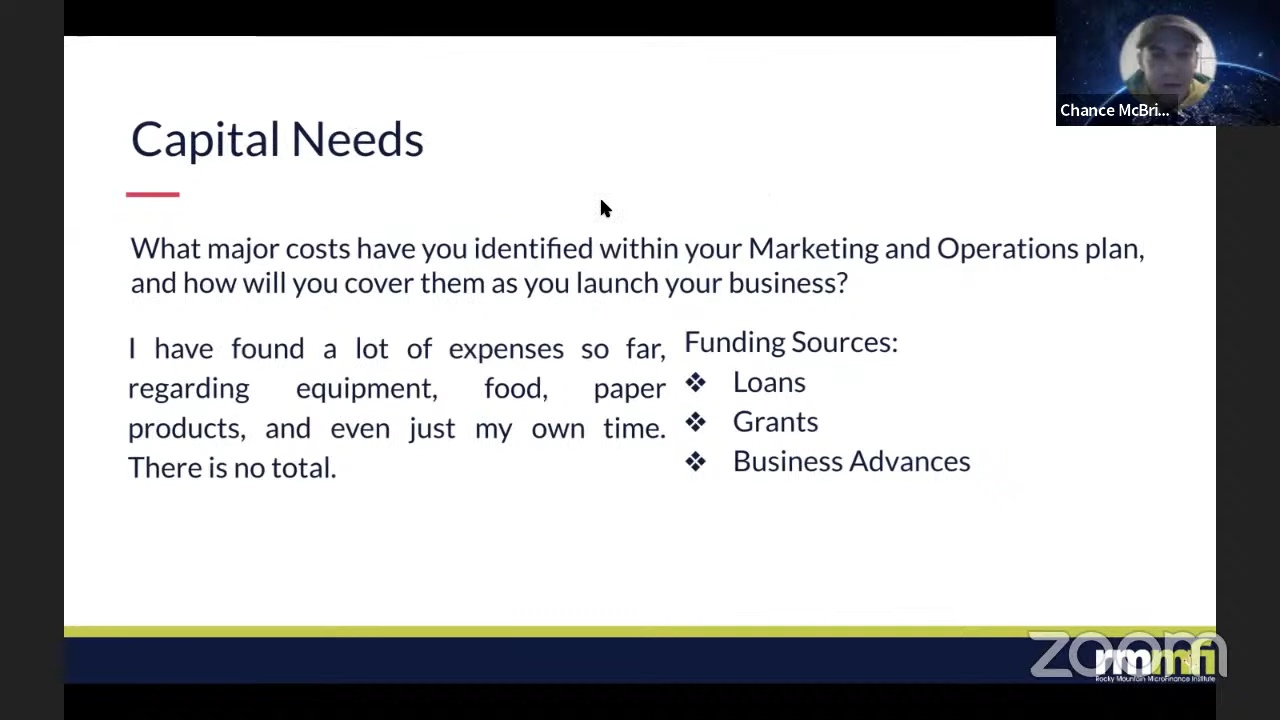 Chance McBri...
Capital Needs
What major costs have you identified within your Marketing and Operations plan,
and how will you cover them as you launch your business?
I have found a lot of expenses so far,
regarding equipment, food, paper
products, and even just my own time.
There is no total.
Funding Sources:
❖ Loans
❖ Grants
❖ Business Advances
zoom
rmmfi
Rocky Mountain MicroFinance Institute